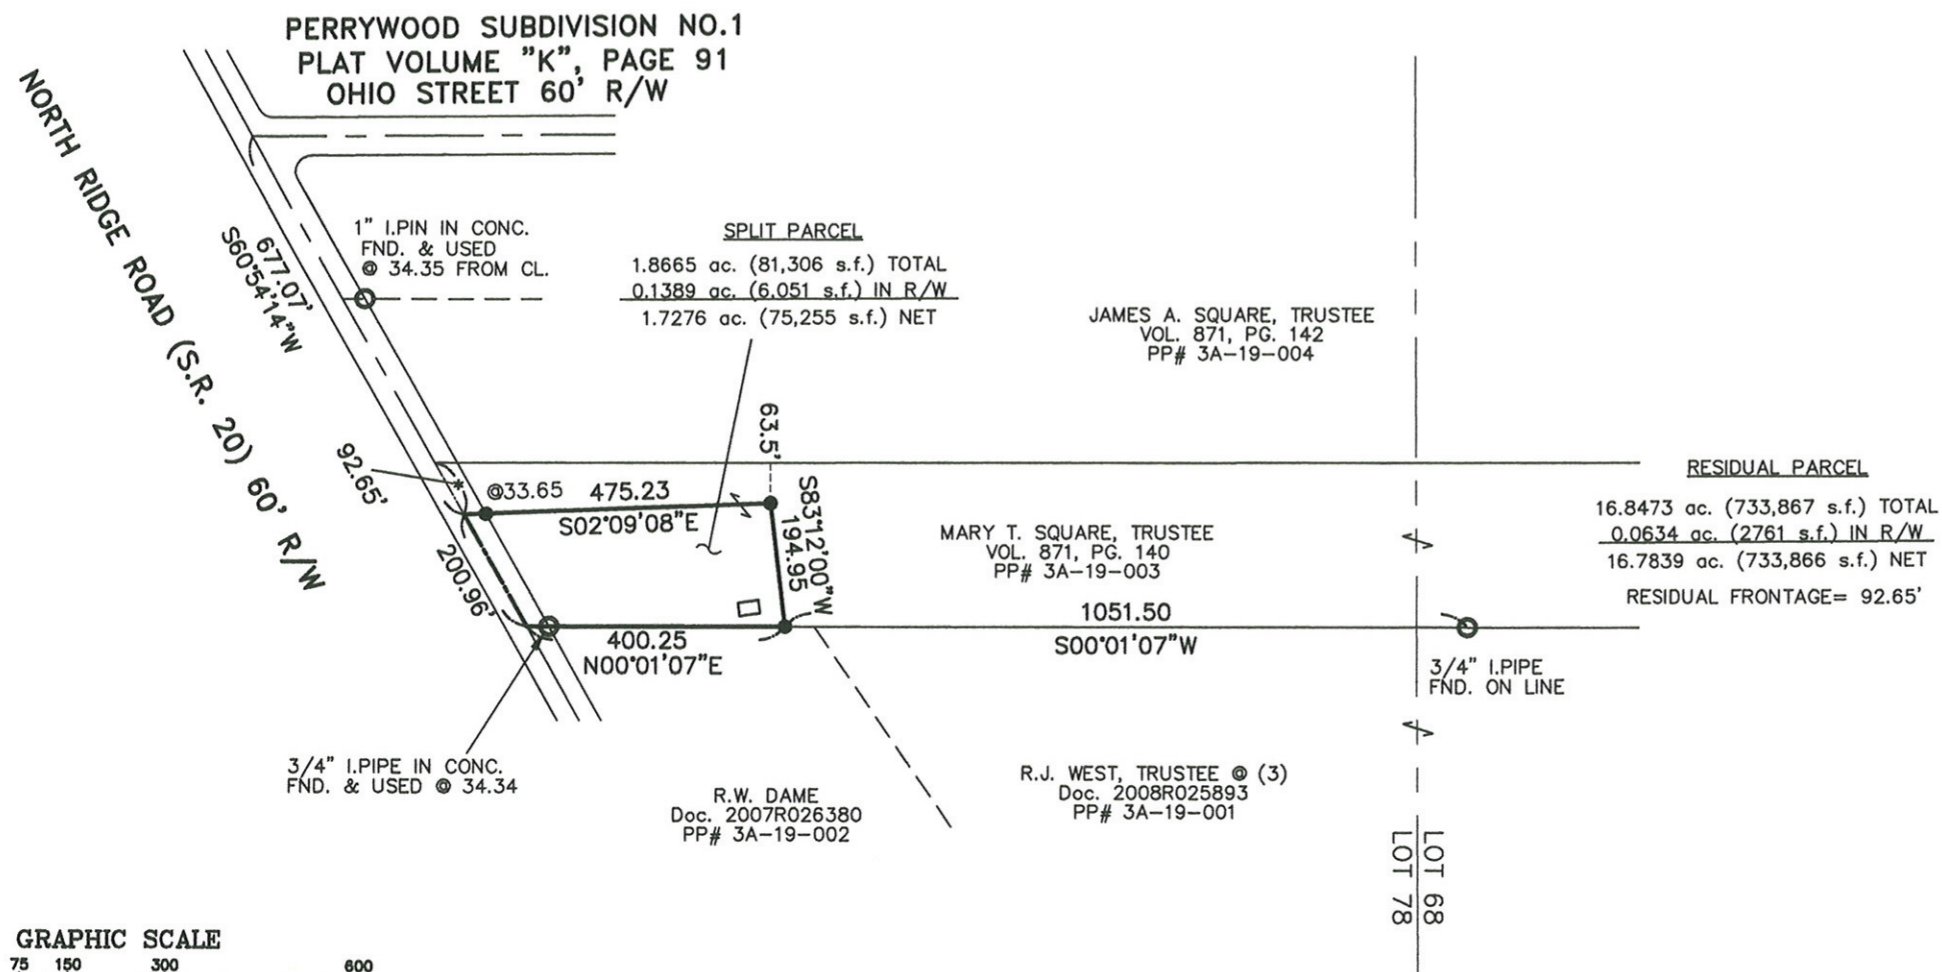 PERRYWOOD SUBDIVISION NO.1
PLAT VOLUME "K", PAGE 91
OHIO STREET 60' R/W
NORTH RIDGE ROAD (S.R. 20) 60' R/W
677.07'
S60°54'14"W
1" I.PIN IN CONC.
FND. & USED
@ 34.35 FROM CL.
SPLIT PARCEL
1.8665 ac. (81,306 s.f.) TOTAL
0.1389 ac. (6,051 s.f.) IN R/W
1.7276 ac. (75,255 s.f.) NET
JAMES A. SQUARE, TRUSTEE
VOL. 871, PG. 142
PP# 3A-19-004
63.5'
92.65'
*
@33.65
475.23
S02°09'08"E
S83°12'00"W
194.95
200.96'
400.25
N00°01'07"E
MARY T. SQUARE, TRUSTEE
VOL. 871, PG. 140
PP# 3A-19-003
1051.50
S00°01'07"W
RESIDUAL PARCEL
16.8473 ac. (733,867 s.f.) TOTAL
0.0634 ac. (2761 s.f.) IN R/W
16.7839 ac. (733,866 s.f.) NET
RESIDUAL FRONTAGE= 92.65'
3/4" I.PIPE
FND. ON LINE
3/4" I.PIPE IN CONC.
FND. & USED @ 34.34
R.W. DAME
Doc. 2007R026380
PP# 3A-19-002
R.J. WEST, TRUSTEE @ (3)
Doc. 2008R025893
PP# 3A-19-001
LOT 68
LOT 78
GRAPHIC SCALE
75 150 300 600